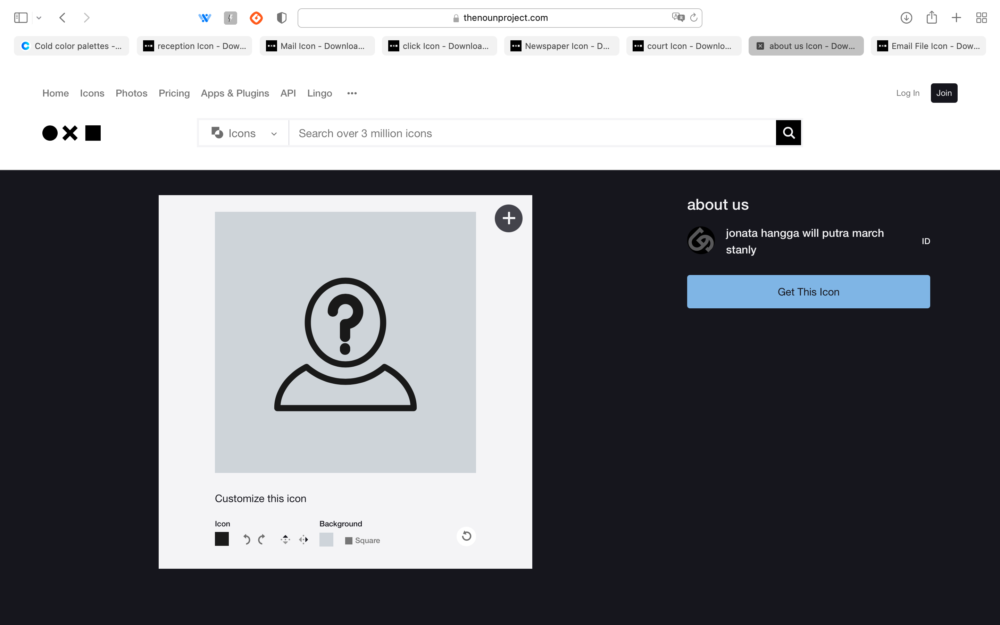 thenounproject.com
Cold color palettes -...
reception Icon - Dow...
Mail Icon - Downloa...
click Icon - Downloa...
Newspaper Icon - D...
court Icon - Downlo...
about us Icon - Dow...
Email File Icon - Dow...
Home Icons Photos Pricing Apps & Plugins API Lingo •••
Log In
Join
Icons
Search over 3 million icons
about us
jonata hangga will putra march
stanly
ID
Get This Icon
?
Customize this icon
Icon
Background
Square